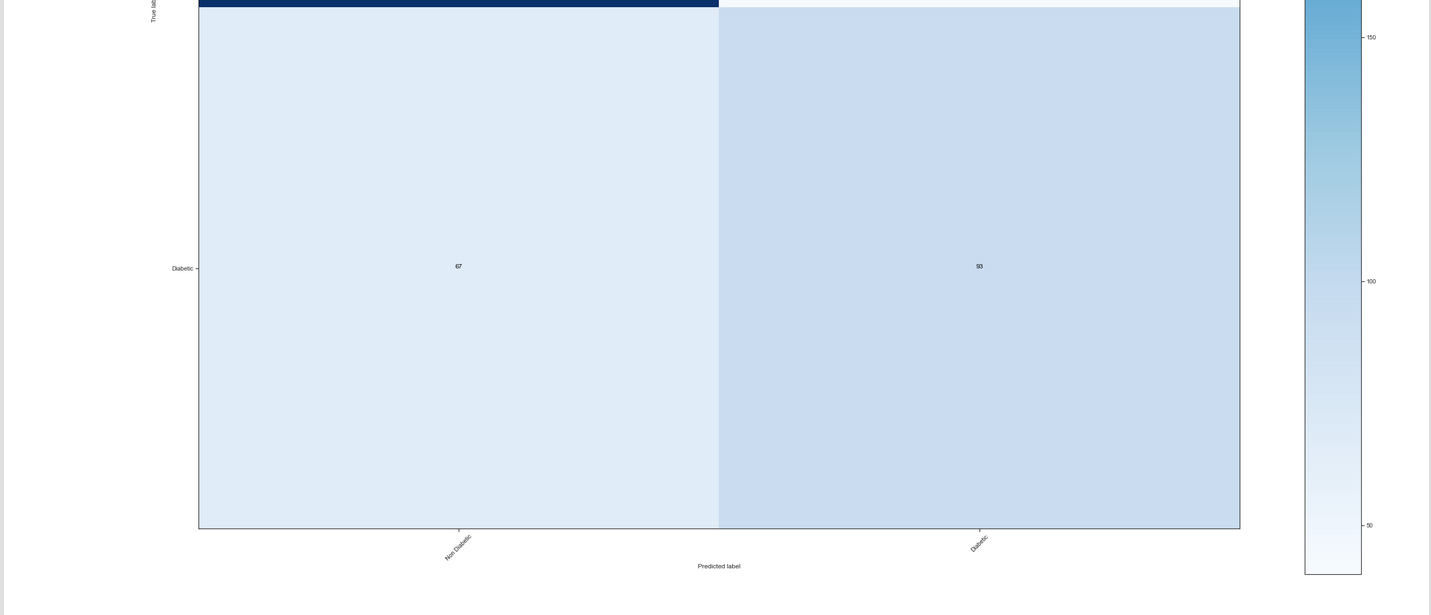 True lab
150
Diabetic
67
93
100
50
Non Diabetic
Diabetic
Predicted label